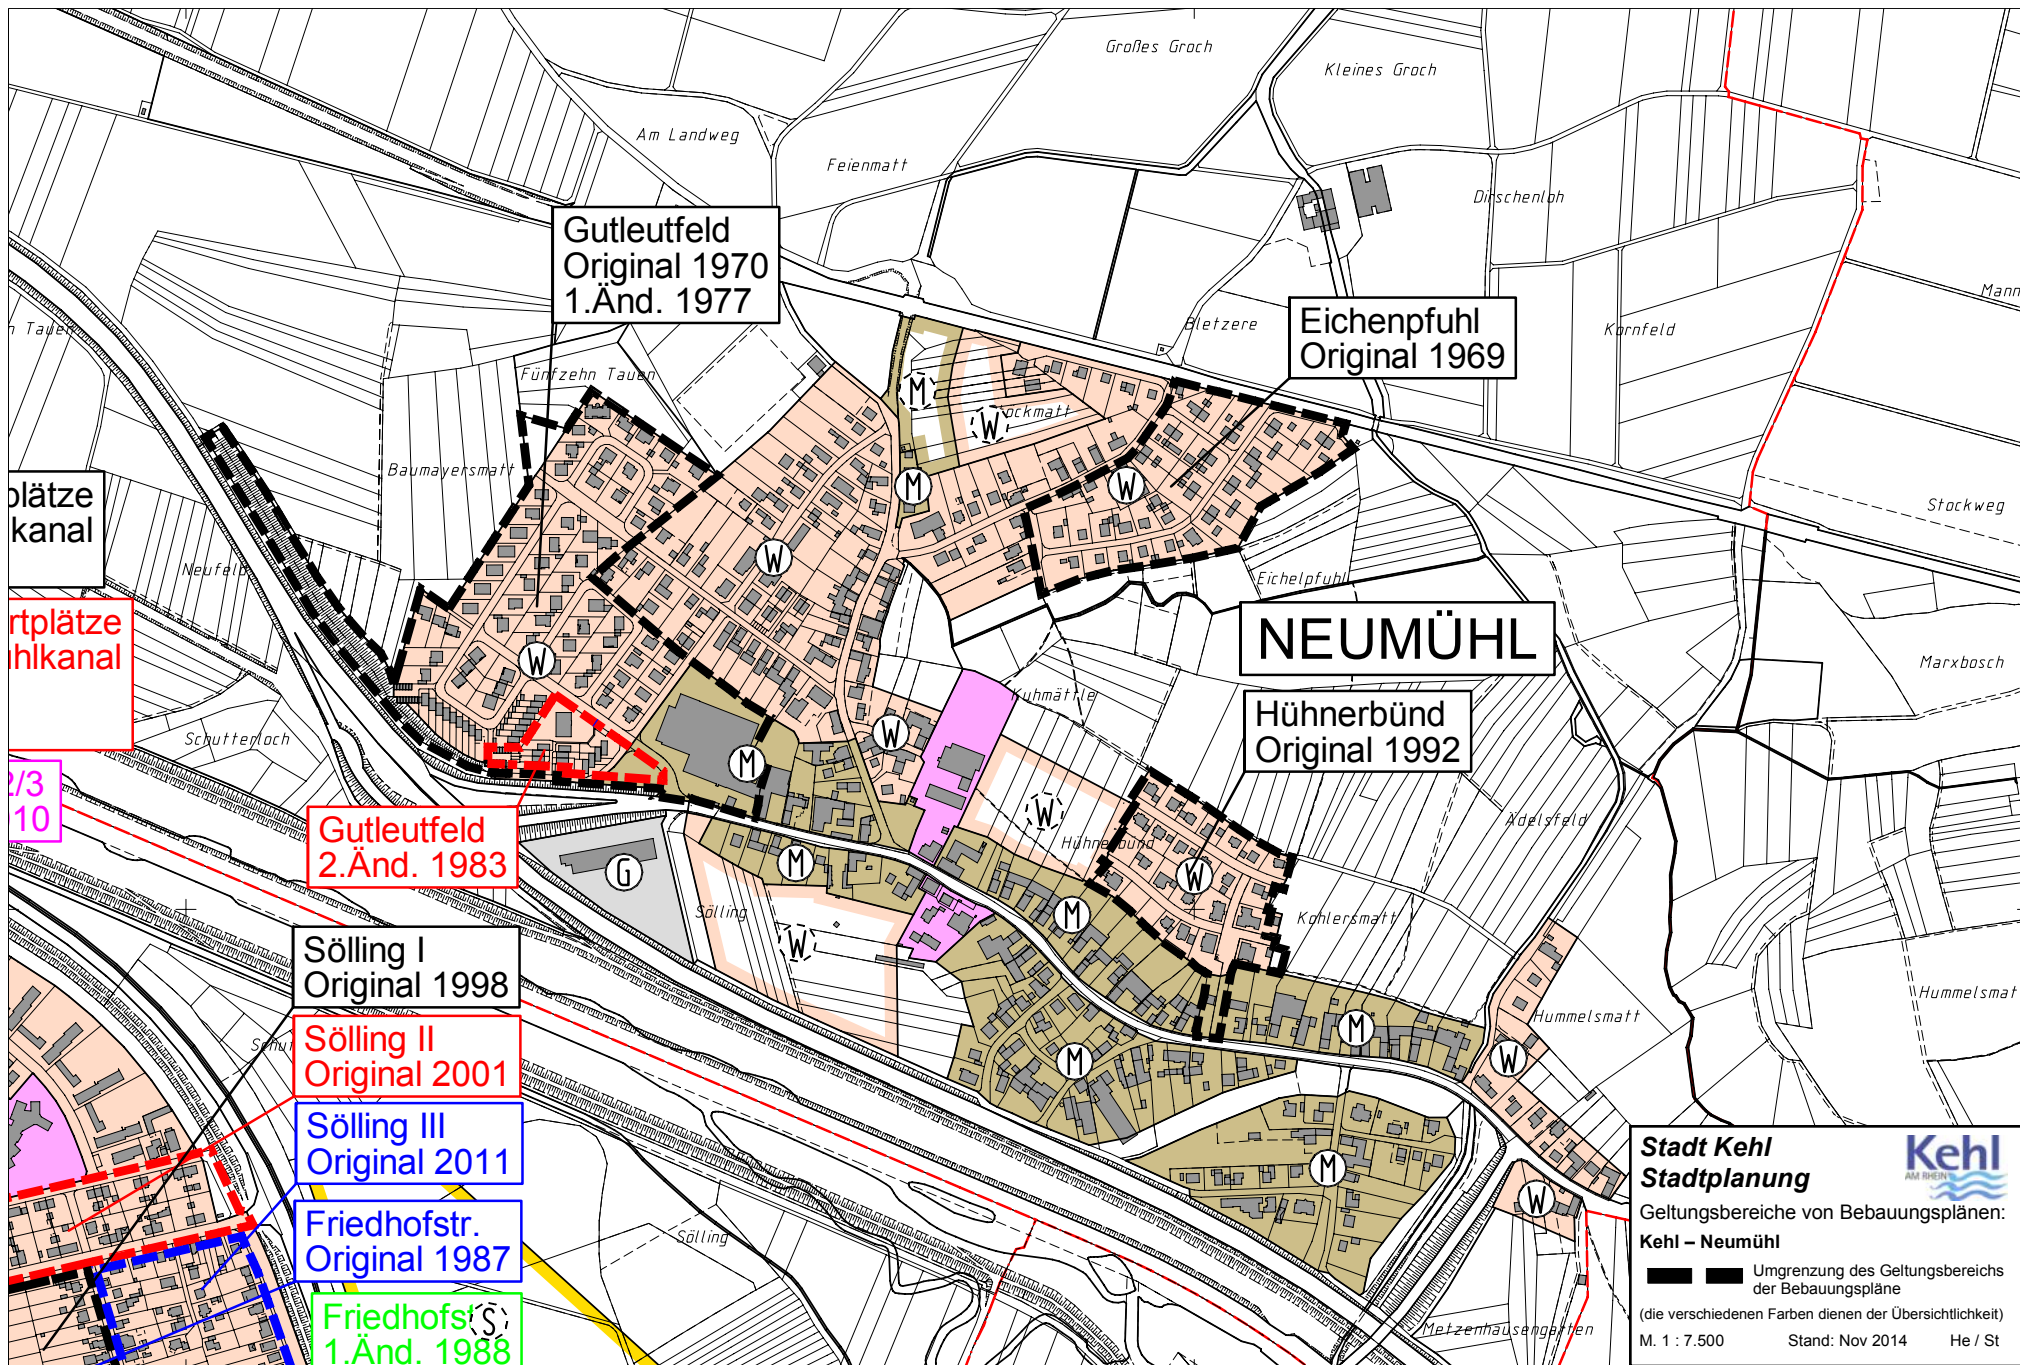 Großes Groch
Kleines Groch
Am Landweg
Feienmatt
Dirschenloh
Gutleutfeld
Original 1970
1.Änd. 1977
Mann
n Tauen
Bletzere
Eichenpfuhl
Original 1969
Kornfeld
Fünfzehn Tauen
M
W
ockmatt
Baumayersmatt
plätze
kanal
M
W
Stockweg
Neufeld
W
Eichelpfuhl
rtplätze
hlkanal
NEUMÜHL
W
Marxbosch
Kuhmättle
Schutterloch
W
Hühnerbünd
Original 1992
M
2/3
10
W
Adelsfeld
Gutleutfeld
2.Änd. 1983
G
M
Hühnerbünd
W
Sölling
M
Kohlersmatt
W
Sölling I
Original 1998
Hummelsmat
Hummelsmatt
M
Sölling II
Original 2001
Schu
M
W
Sölling III
Original 2011
M
Friedhofstr.
Original 1987
Sölling
W
Friedhofst
S
1.Änd. 1988
Metzenhausengarten
Stadt Kehl
Stadtplanung
Kehl
AM RHEIN
Geltungsbereiche von Bebauungsplänen:
Kehl – Neumühl
Umgrenzung des Geltungsbereichs
der Bebauungspläne
(die verschiedenen Farben dienen der Übersichtlichkeit)
M. 1 : 7.500 Stand: Nov 2014 He / St